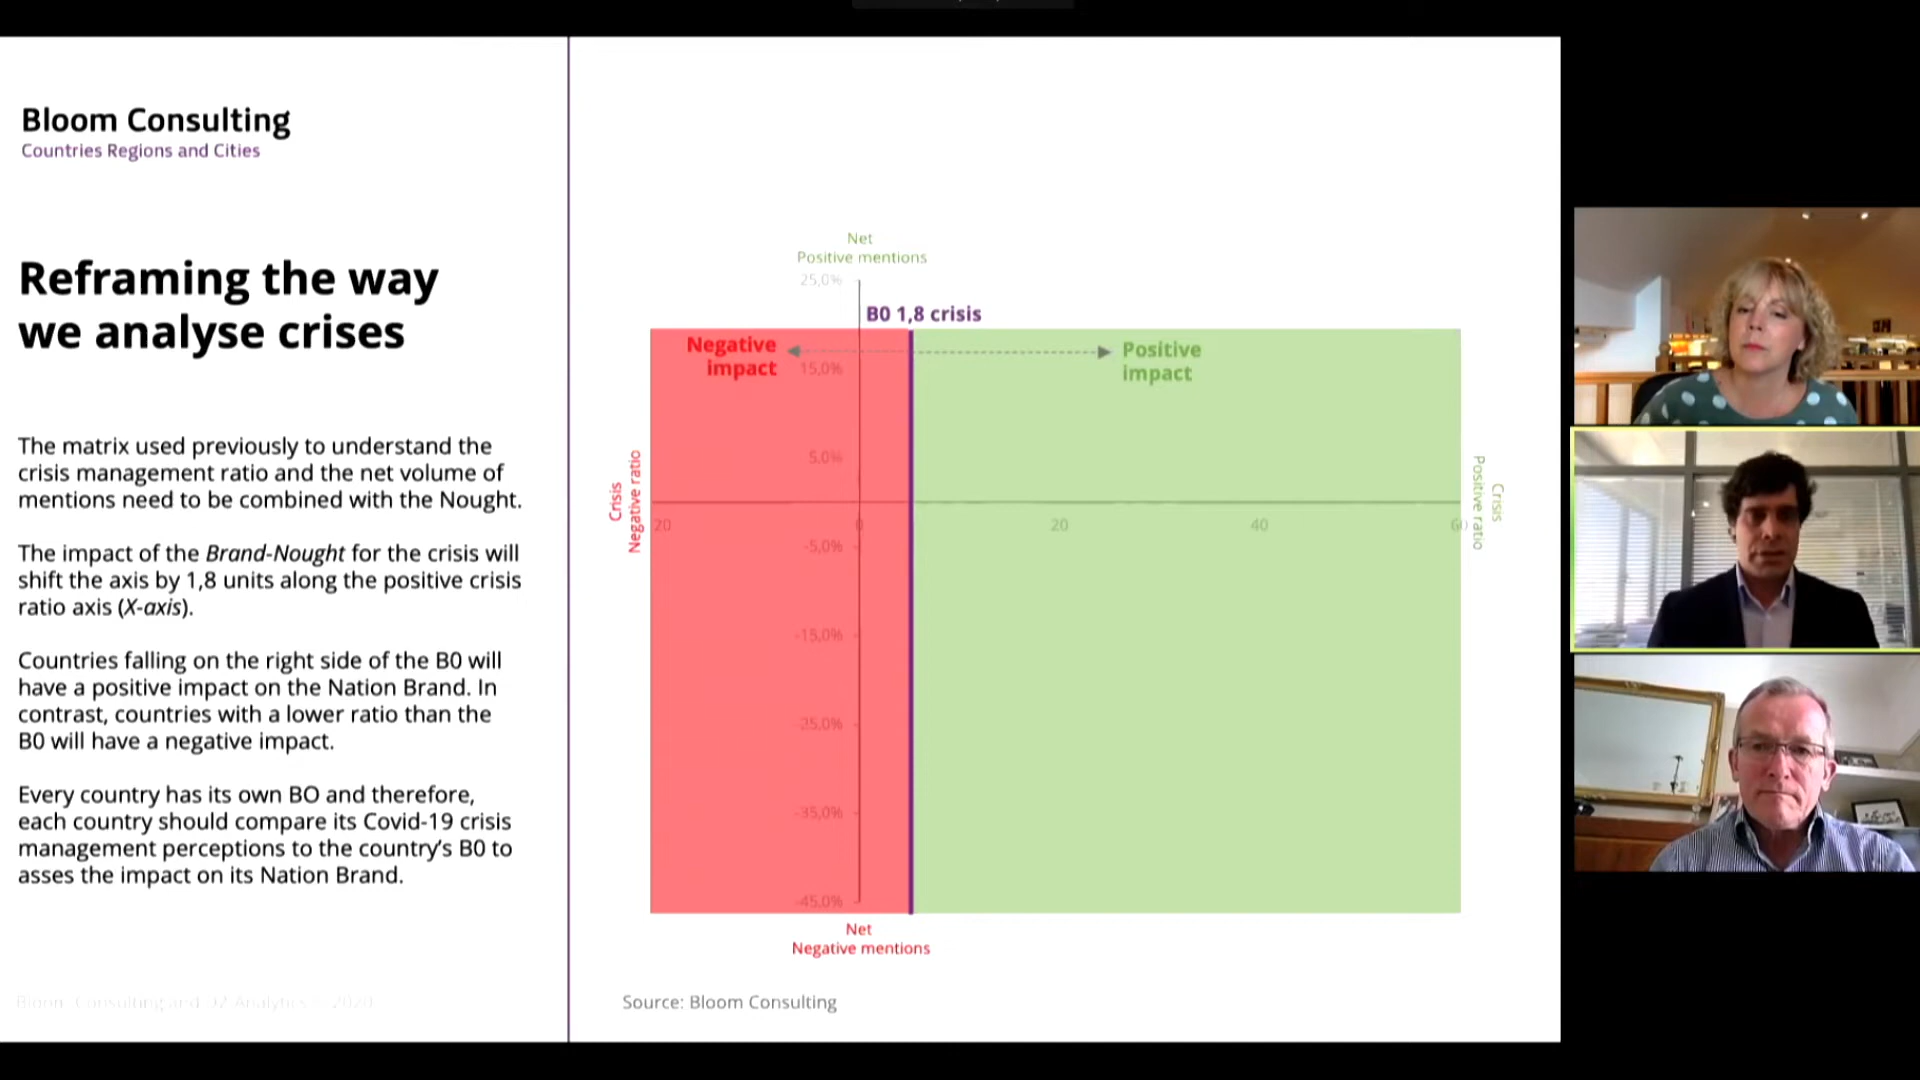 Bloom Consulting
Countries Regions and Cities
Reframing the way
we analyse crises
The matrix used previously to understand the
crisis management ratio and the net volume of
mentions need to be combined with the Nought.
The impact of the Brand-Nought for the crisis will
shift the axis by 1,8 units along the positive crisis
ratio axis (X-axis).
Countries falling on the right side of the B0 will
have a positive impact on the Nation Brand. In
contrast, countries with a lower ratio than the
B0 will have a negative impact.
Every country has its own BO and therefore,
each country should compare its Covid-19 crisis
management perceptions to the country's B0 to
asses the impact on its Nation Brand.
Net
Positive mentions
25,0%
B0 1,8 crisis
Negative
impact
Positive
impact
15,0%
5,0%
Crisis
Negative ratio
Crisis
Positive ratio
20
0
20
40
60
-5,0%
-15,0%
-25,0%
-35,0%
-45,0%
Net
Negative mentions
Source: Bloom Consulting